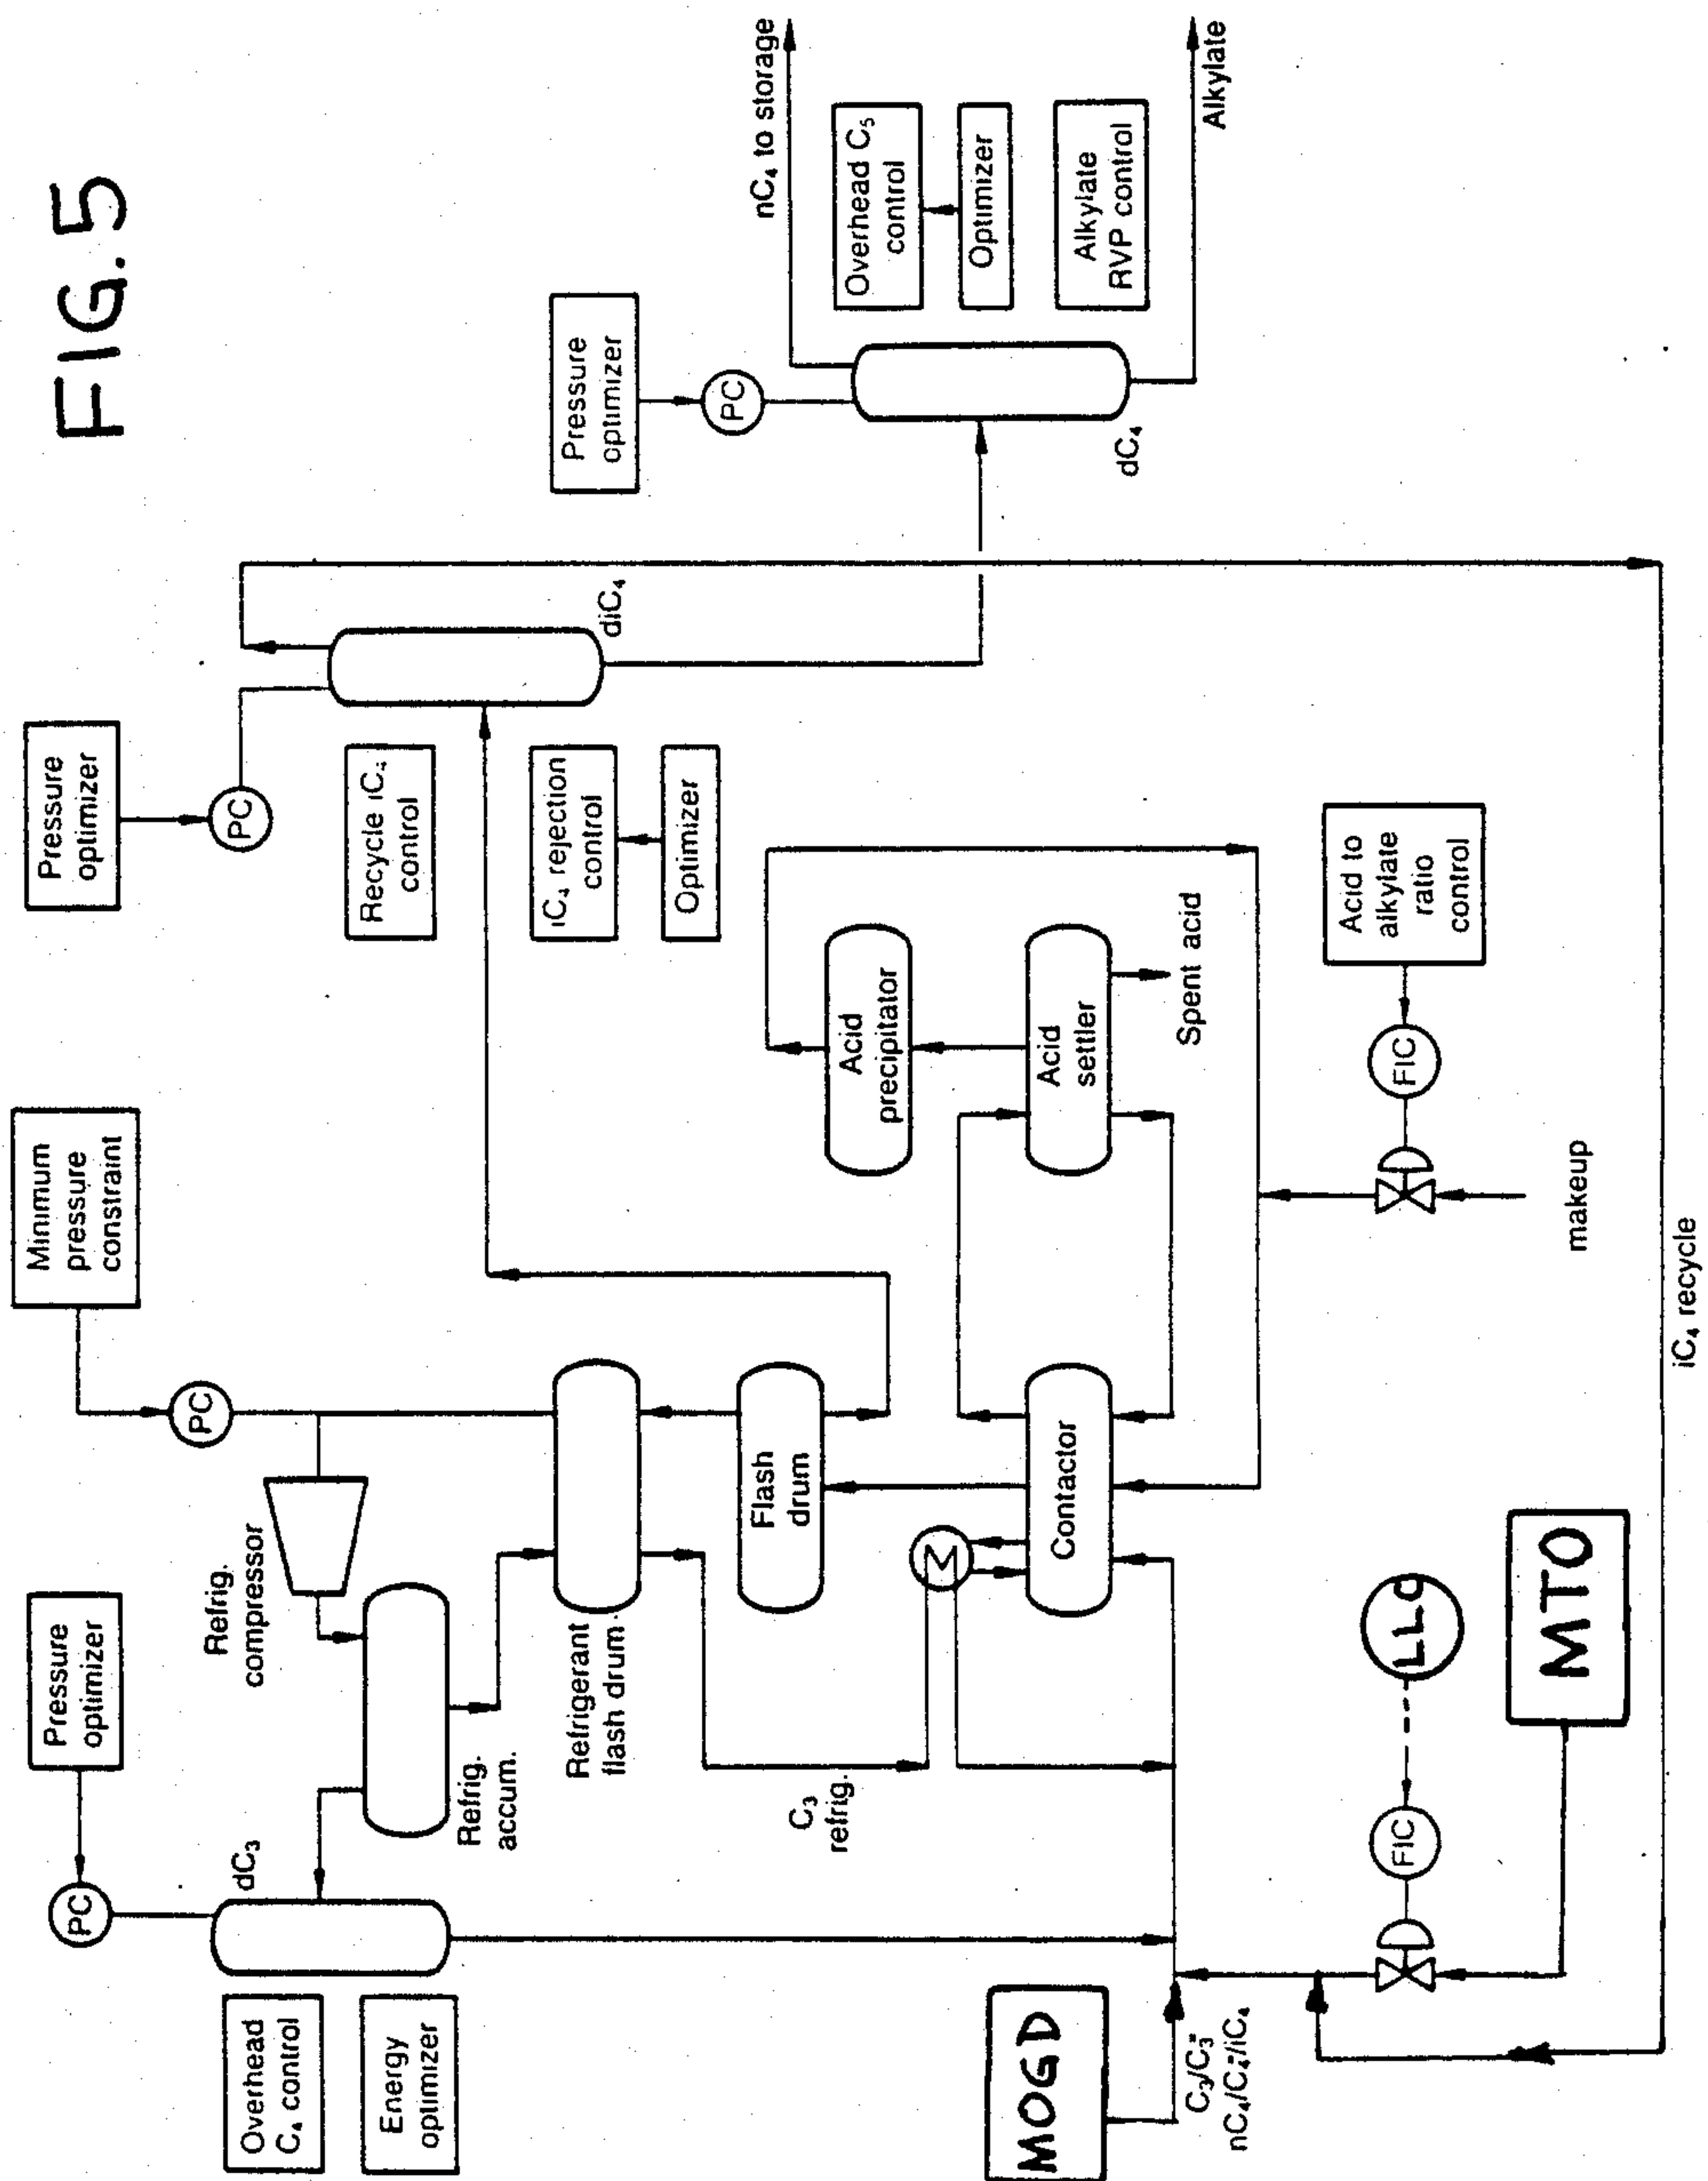 FIG. 5
Pressure
optimizer
PC
dC₃
Overhead
C₄ control
Energy
optimizer
Refrig.
compressor
Refrig.
accum.
Minimum
pressure
constraint
PC
Refrigerant
flash drum
C₃
refrig.
Flash
drum
Contactor
Pressure
optimizer
PC
diC₄
Recycle iC₄
control
iC₄ rejection
control
Optimizer
Acid
precipitator
Acid
settler
Spent acid
Acid to
alkylate
ratio
control
FIC
makeup
Pressure
optimizer
PC
dC₄
nC₄ to storage
Overhead C₅
control
Optimizer
Alkylate
RVP control
Alkylate
MOGD
C₃/C₃⁼
nC₄/C₄⁼/iC₄
FIC
LLC
MTO
iC₄ recycle